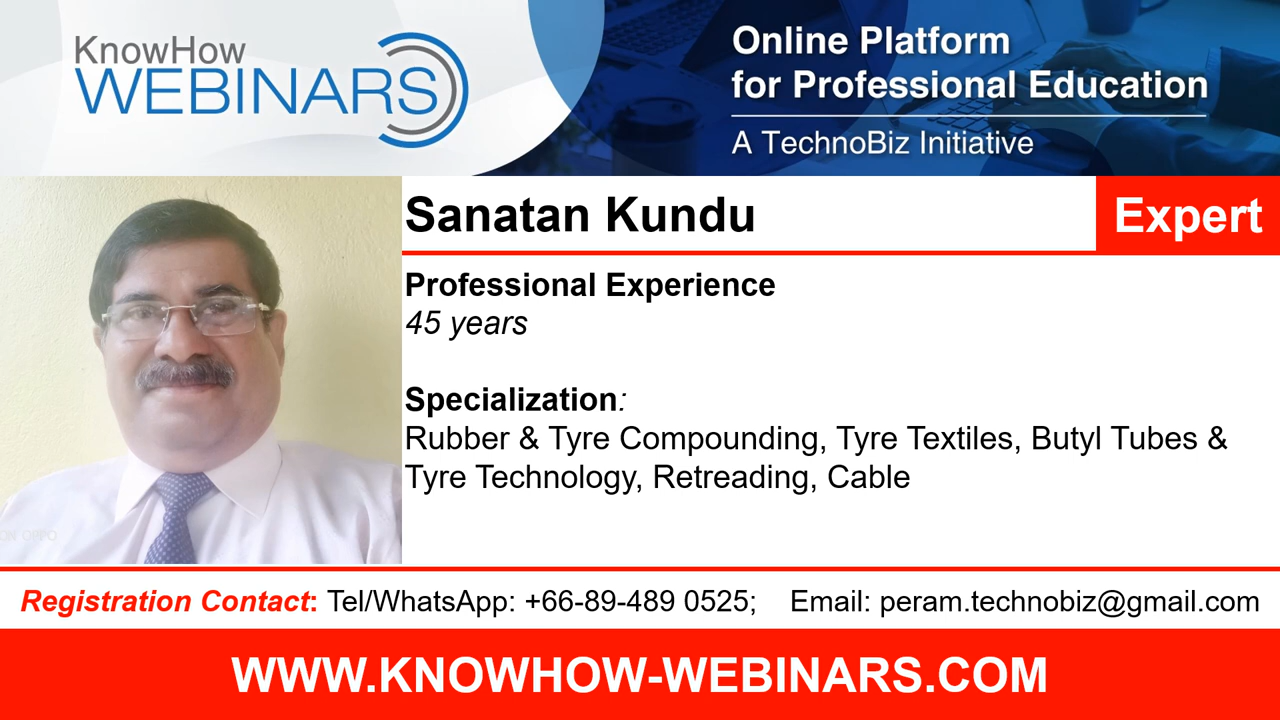 KnowHow
WEBINARS
Online Platform
for Professional Education
A TechnoBiz Initiative
Sanatan Kundu
Expert
Professional Experience
45 years
Specialization:
Rubber & Tyre Compounding, Tyre Textiles, Butyl Tubes &
Tyre Technology, Retreading, Cable
ON OPPO
Registration Contact: Tel/WhatsApp: +66-89-489 0525; Email: peram.technobiz@gmail.com
WWW.KNOWHOW-WEBINARS.COM